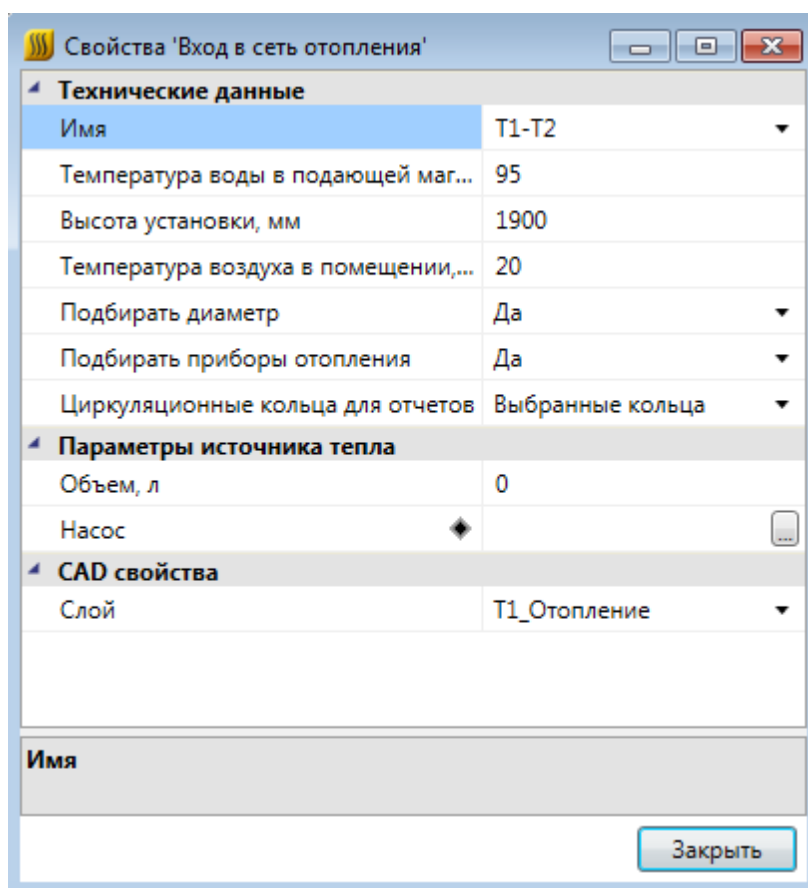 Свойства 'Вход в сеть отопления'
Технические данные
Имя T1-T2
Температура воды в подающей маг... 95
Высота установки, мм 1900
Температура воздуха в помещении,... 20
Подбирать диаметр Да
Подбирать приборы отопления Да
Циркуляционные кольца для отчетов Выбранные кольца
Параметры источника тепла
Объем, л 0
Насос ...
CAD свойства
Слой Т1_Отопление
Имя
Закрыть